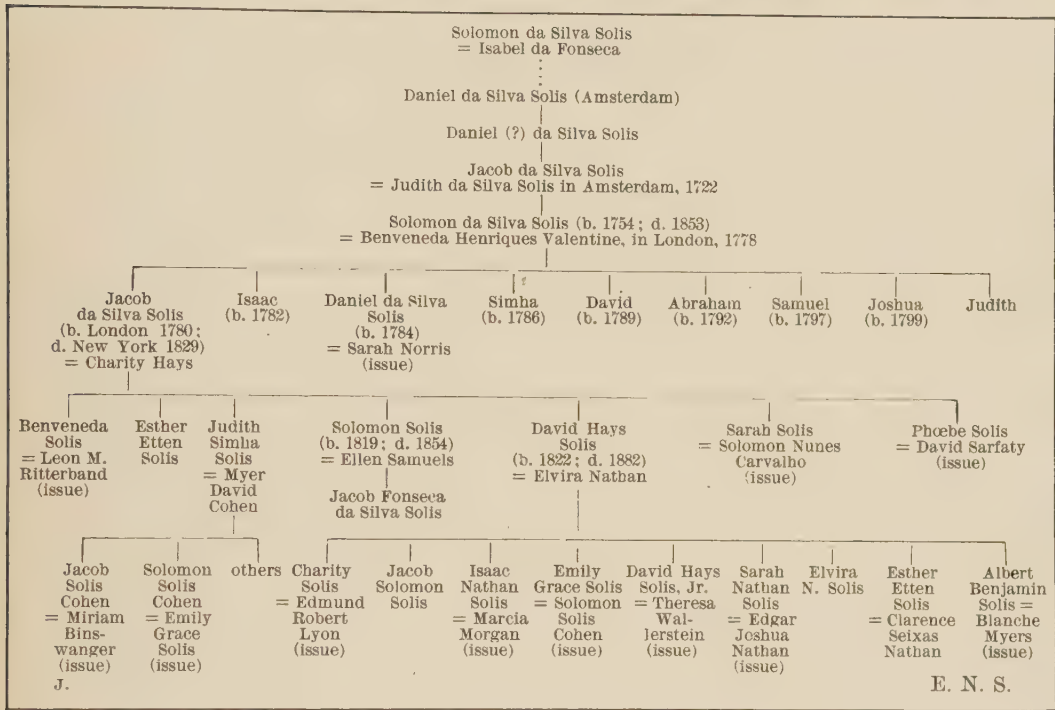 Solomon da Silva Solis
= Isabel da Fonseca
Daniel da Silva Solis (Amsterdam)
Daniel (?) da Silva Solis
Jacob da Silva Solis
= Judith da Silva Solis in Amsterdam, 1722
Solomon da Silva Solis (b. 1754; d. 1853)
= Benveneda Henriques Valentine, in London, 1778
Jacob
da Silva Solis
(b. London 1780;
d. New York 1829)
= Charity Hays
Isaac
(b. 1782)
Daniel da Silva
Solis
(b. 1784)
= Sarah Norris
(issue)
Simha
(b. 1786)
David
(b. 1789)
Abraham
(b. 1792)
Samuel
(b. 1797)
Joshua
(b. 1799)
Judith
Benveneda
Solis
= Leon M.
Ritterband
(issue)
Esther
Etten
Solis
Judith
Simha
Solis
= Myer
David
Cohen
Solomon Solis
(b. 1819; d. 1854)
= Ellen Samuels
Jacob Fonseca
da Silva Solis
David Hays
Solis
(b. 1822; d. 1882)
= Elvira Nathan
Sarah Solis
= Solomon Nunes
Carvalho
(issue)
Phœbe Solis
= David Sarfaty
(issue)
Jacob
Solis
Cohen
= Miriam
Bins-
wanger
(issue)
Solomon
Solis
Cohen
= Emily
Grace
Solis
(issue)
others
Charity
Solis
= Edmund
Robert
Lyon
(issue)
Jacob
Solomon
Solis
Isaac
Nathan
Solis
= Marcia
Morgan
Emily
Grace Solis
= Solomon
Solis
Cohen
(issue)
David Hays
Solis, Jr.
= Theresa
Wal-
lerstein
(issue)
Sarah
Nathan
Solis
= Edgar
Joshua
Nathan
(issue)
Elvira
N. Solis
Esther
Etten
Solis
= Clarence
Seixas
Nathan
Albert
Benjamin
Solis =
Blanche
Myers
(issue)
J.
E. N. S.